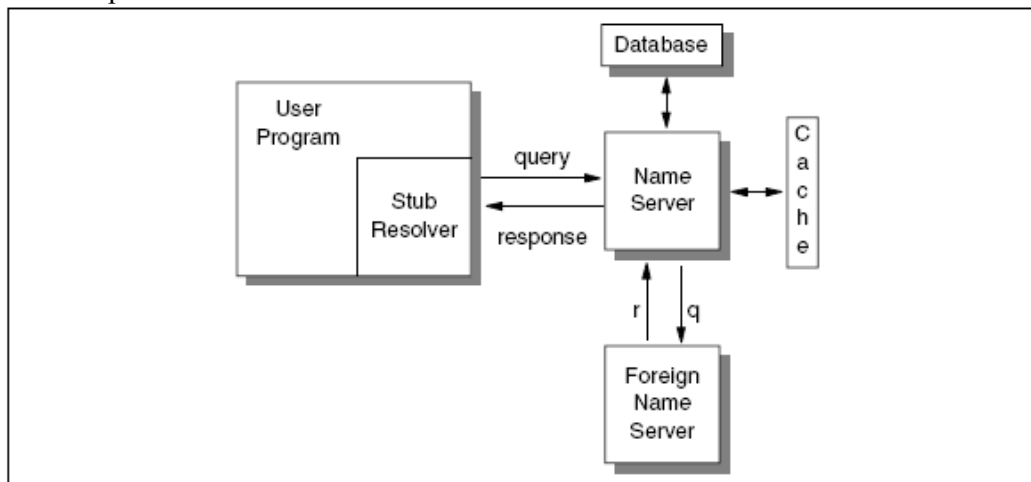 Database
User
Program
Stub
Resolver
query
response
Name
Server
C
a
c
h
e
r
q
Foreign
Name
Server